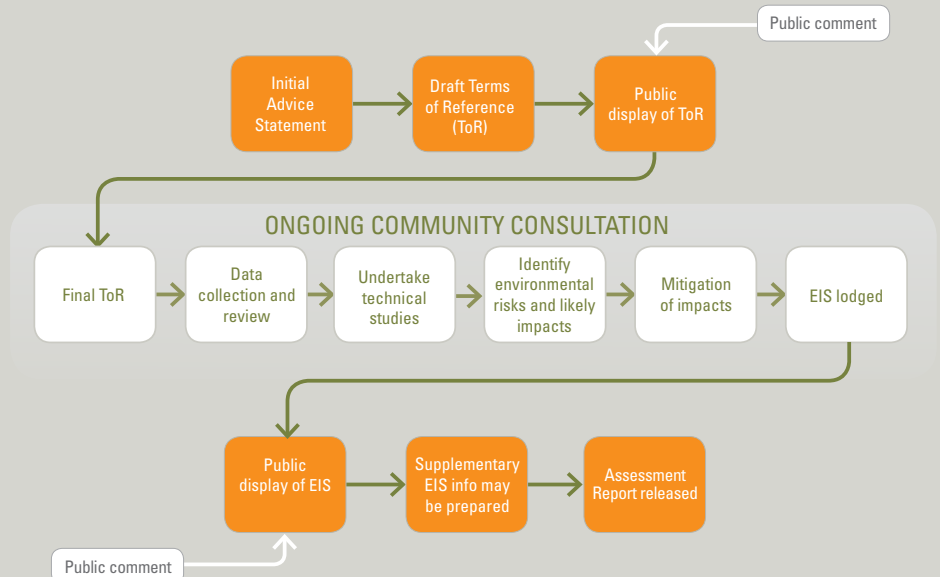 Public comment
Initial
Advice
Statement
Draft Terms
of Reference
(ToR)
Public
display of ToR
ONGOING COMMUNITY CONSULTATION
Final ToR
Data
collection and
review
Undertake
technical
studies
Identify
environmental
risks and likely
impacts
Mitigation
of impacts
EIS lodged
Public
display of EIS
Supplementary
EIS info may
be prepared
Assessment
Report released
Public comment